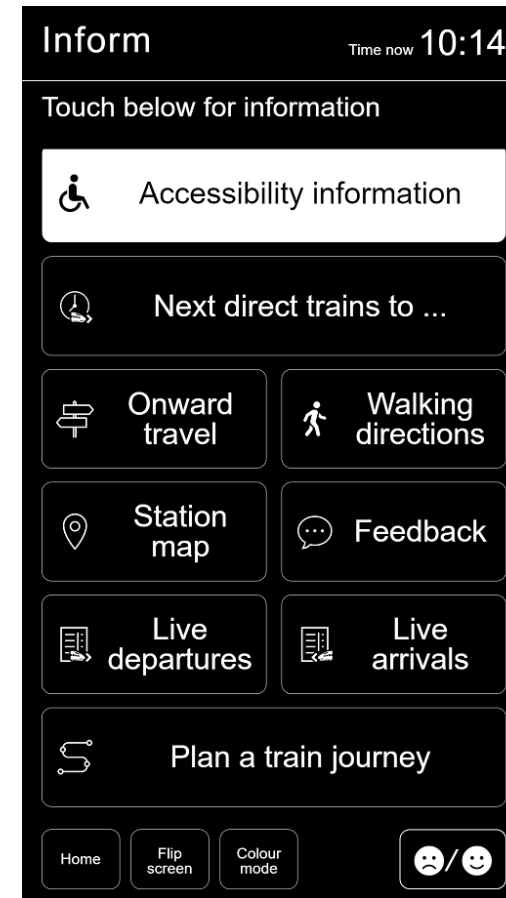 Inform
Time now 10:14
Touch below for information
Accessibility information
Next direct trains to ...
Onward
travel
Walking
directions
Station
map
Feedback
Live
departures
Live
arrivals
Plan a train journey
Home
Flip
screen
Colour
mode
/